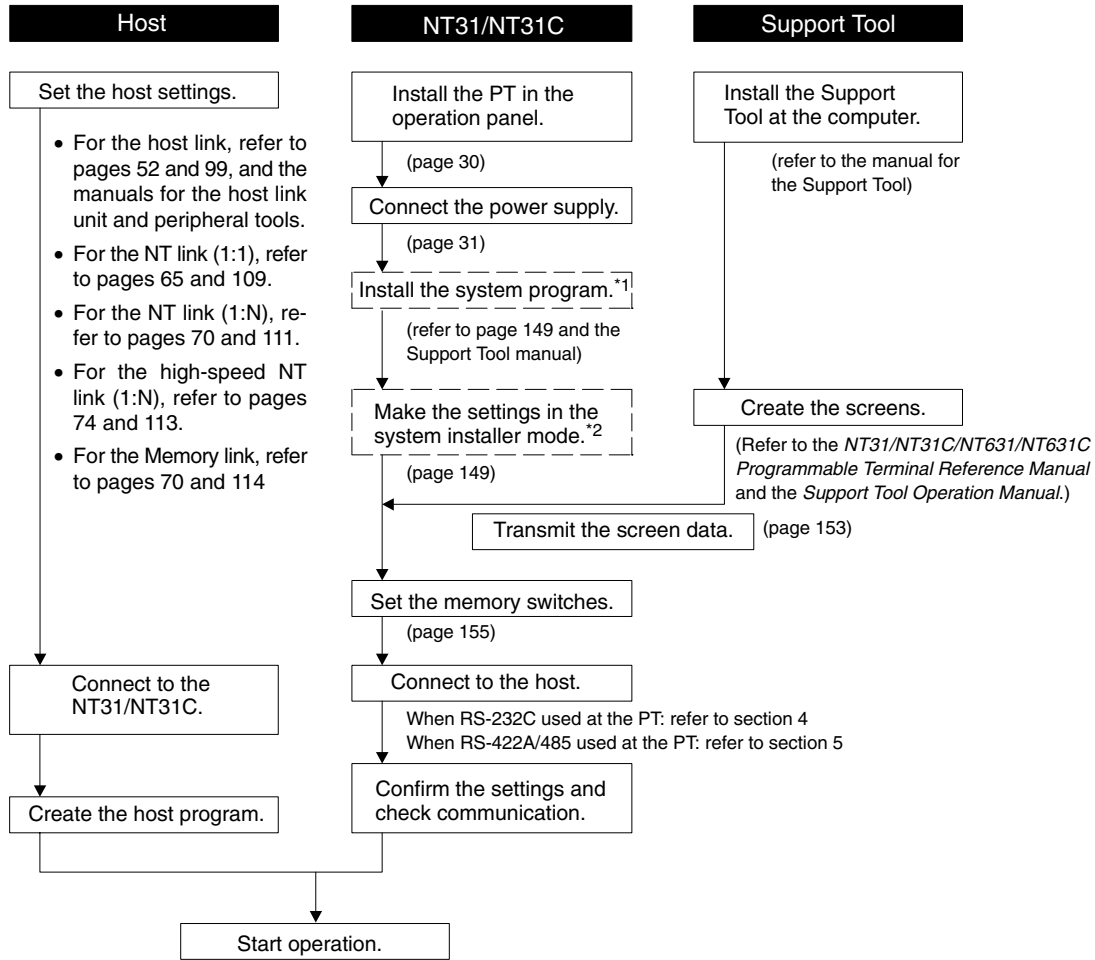 Host
NT31/NT31C
Support Tool
Set the host settings.
• For the host link, refer to
pages 52 and 99, and the
manuals for the host link
unit and peripheral tools.
• For the NT link (1:1), refer
to pages 65 and 109.
• For the NT link (1:N), re-
fer to pages 70 and 111.
• For the high-speed NT
link (1:N), refer to pages
74 and 113.
• For the Memory link, refer
to pages 70 and 114
Connect to the
NT31/NT31C.
Create the host program.
Install the PT in the
operation panel.
(page 30)
Connect the power supply.
(page 31)
Install the system program.*1
(refer to page 149 and the
Support Tool manual)
Make the settings in the
system installer mode.*2
(page 149)
Install the Support
Tool at the computer.
(refer to the manual for
the Support Tool)
Create the screens.
(Refer to the NT31/NT31C/NT631/NT631C
Programmable Terminal Reference Manual
and the Support Tool Operation Manual.)
Transmit the screen data.
(page 153)
Set the memory switches.
(page 155)
Connect to the host.
When RS-232C used at the PT: refer to section 4
When RS-422A/485 used at the PT: refer to section 5
Confirm the settings and
check communication.
Start operation.